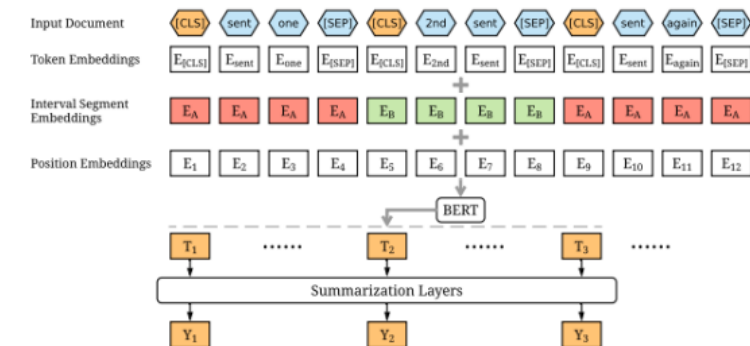 Input Document [CLS] sent one [SEP] [CLS] 2nd sent [SEP] [CLS] sent again [SEP]
Token Embeddings E[CLS] Esent Eone E[SEP] E[CLS] E2nd Esent E[SEP] E[CLS] Esent Eagain E[SEP]
+
Interval Segment
Embeddings EA EA EA EA EB EB EB EB EA EA EA EA
+
Position Embeddings E1 E2 E3 E4 E5 E6 E7 E8 E9 E10 E11 E12
BERT
T1 ...... T2 ...... T3 ......
Summarization Layers
Y1 Y2 Y3